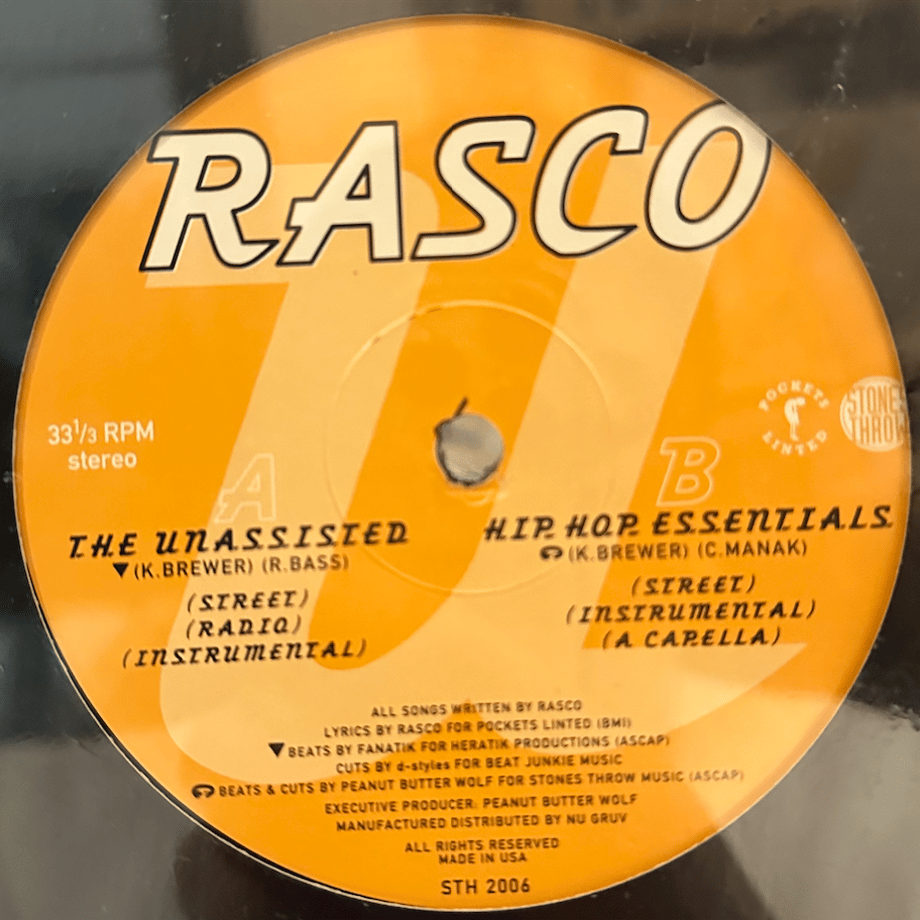 RASCO
33 1/3 RPM
stereo
POCKETS
LINTED
STONES
THROW
A
THE UNASSISTED
(K.BREWER) (R.BASS)
(STREET)
(RADIO)
(INSTRUMENTAL)
B
HIP HOP ESSENTIALS
(K.BREWER) (C.MANAK)
(STREET)
(INSTRUMENTAL)
(A CAPELLA)
ALL SONGS WRITTEN BY RASCO
LYRICS BY RASCO FOR POCKETS LINTED (BMI)
BEATS BY FANATIK FOR HERATIK PRODUCTIONS (ASCAP)
CUTS BY d-styles FOR BEAT JUNKIE MUSIC
BEATS & CUTS BY PEANUT BUTTER WOLF FOR STONES THROW MUSIC (ASCAP)
EXECUTIVE PRODUCER: PEANUT BUTTER WOLF
MANUFACTURED DISTRIBUTED BY NU GRUV
ALL RIGHTS RESERVED
MADE IN USA
STH 2006